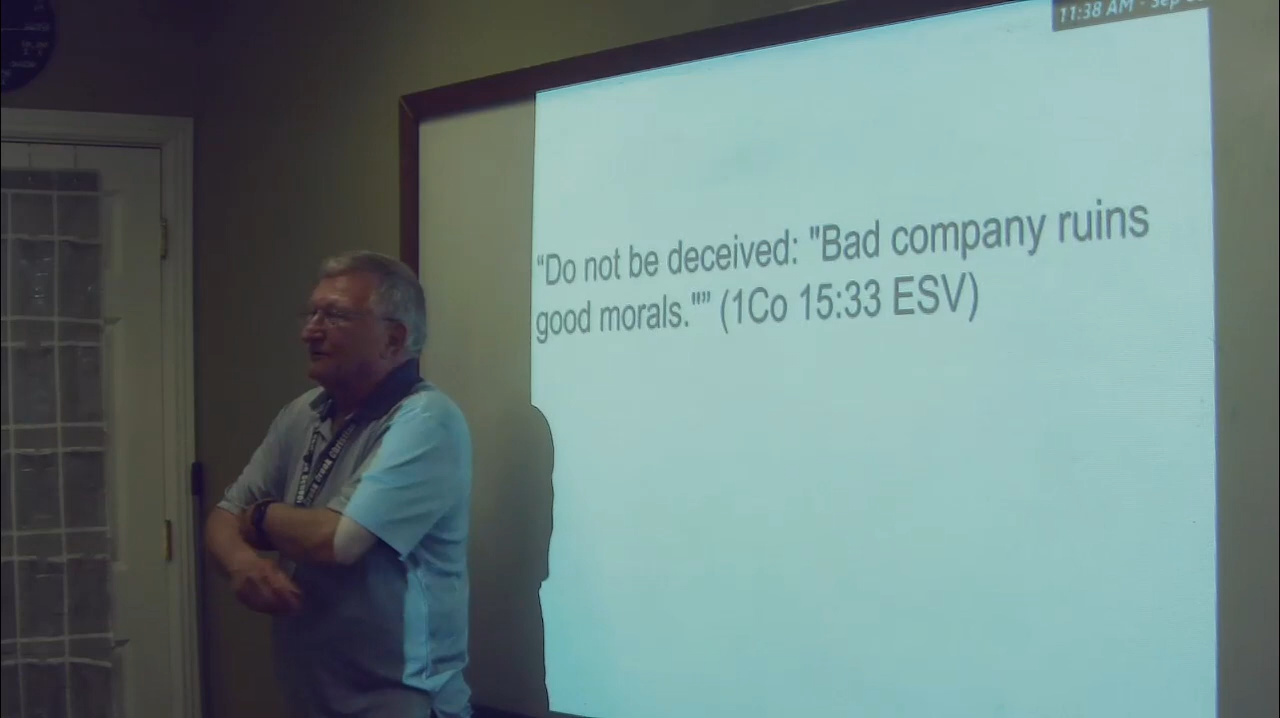 11:38 AM - Sep
“Do not be deceived: "Bad company ruins
good morals."” (1Co 15:33 ESV)